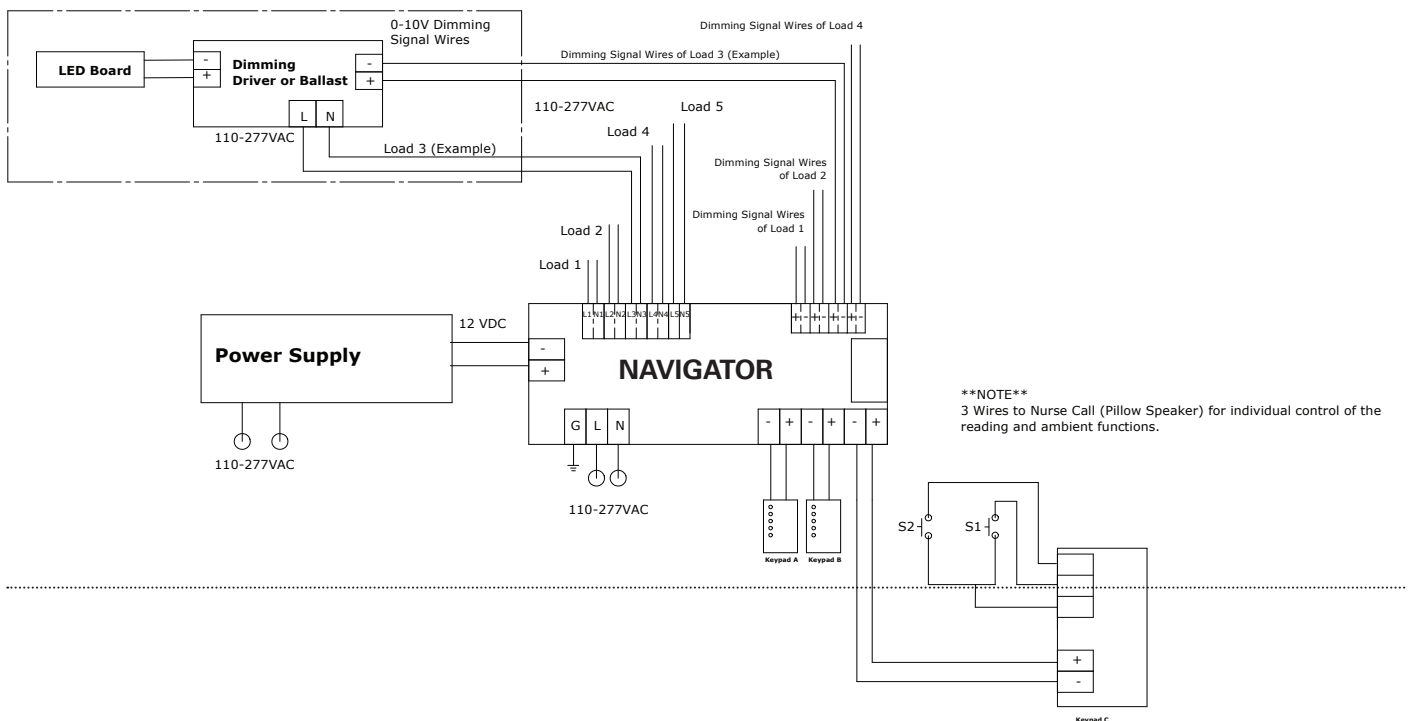 0-10V Dimming
Signal Wires
Dimming Signal Wires of Load 4
Dimming Signal Wires of Load 3 (Example)
LED Board
-
+
Dimming
Driver or Ballast
-
+
L N
110-277VAC
Load 3 (Example)
110-277VAC
Load 5
Load 4
Dimming Signal Wires
of Load 2
Dimming Signal Wires
of Load 1
Load 2
Load 1
L1 N1 L2 N2 L3 N3 L4 N4 L5 N5
+ - + - + - + -
12 VDC
Power Supply
-
+
NAVIGATOR
110-277VAC
G L N
- + - + - +
110-277VAC
**NOTE**
3 Wires to Nurse Call (Pillow Speaker) for individual control of the
reading and ambient functions.
S2
S1
Keypad A
Keypad B
+
-
Keypad C